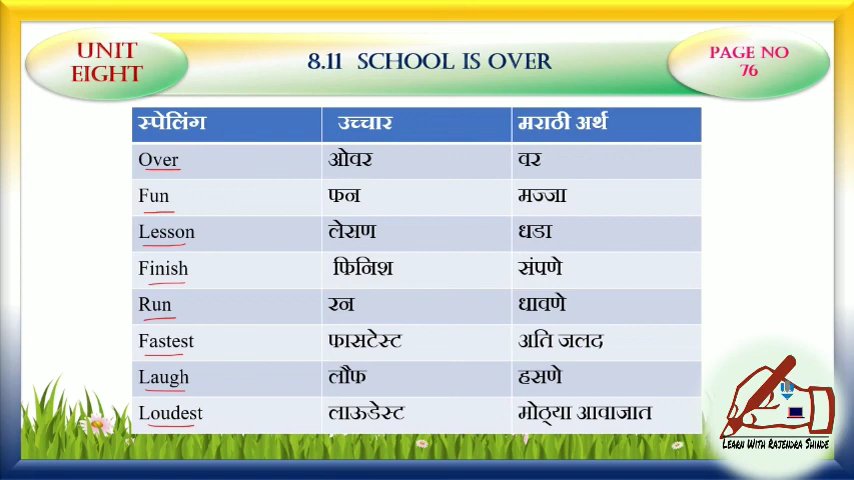 UNIT
EIGHT
8.11 SCHOOL IS OVER
PAGE NO
76
स्पेलिंग उच्चार मराठी अर्थ
Over ओवर वर
Fun फन मज्जा
Lesson लेसण धडा
Finish फिनिश संपणे
Run रन धावणे
Fastest फासटेस्ट अति जलद
Laugh लौफ हसणे
Loudest लाऊडेस्ट मोठ्या आवाजात
LEARN WITH RAJENDRA SHINDE